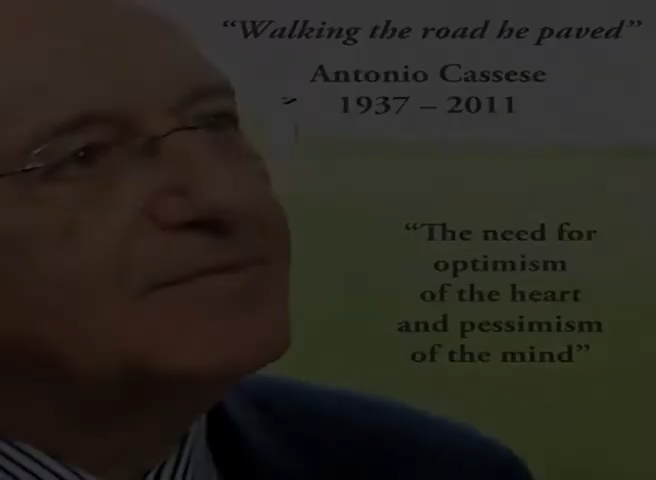 “Walking the road he paved”
Antonio Cassese
1937 – 2011
“The need for
optimism
of the heart
and pessimism
of the mind”